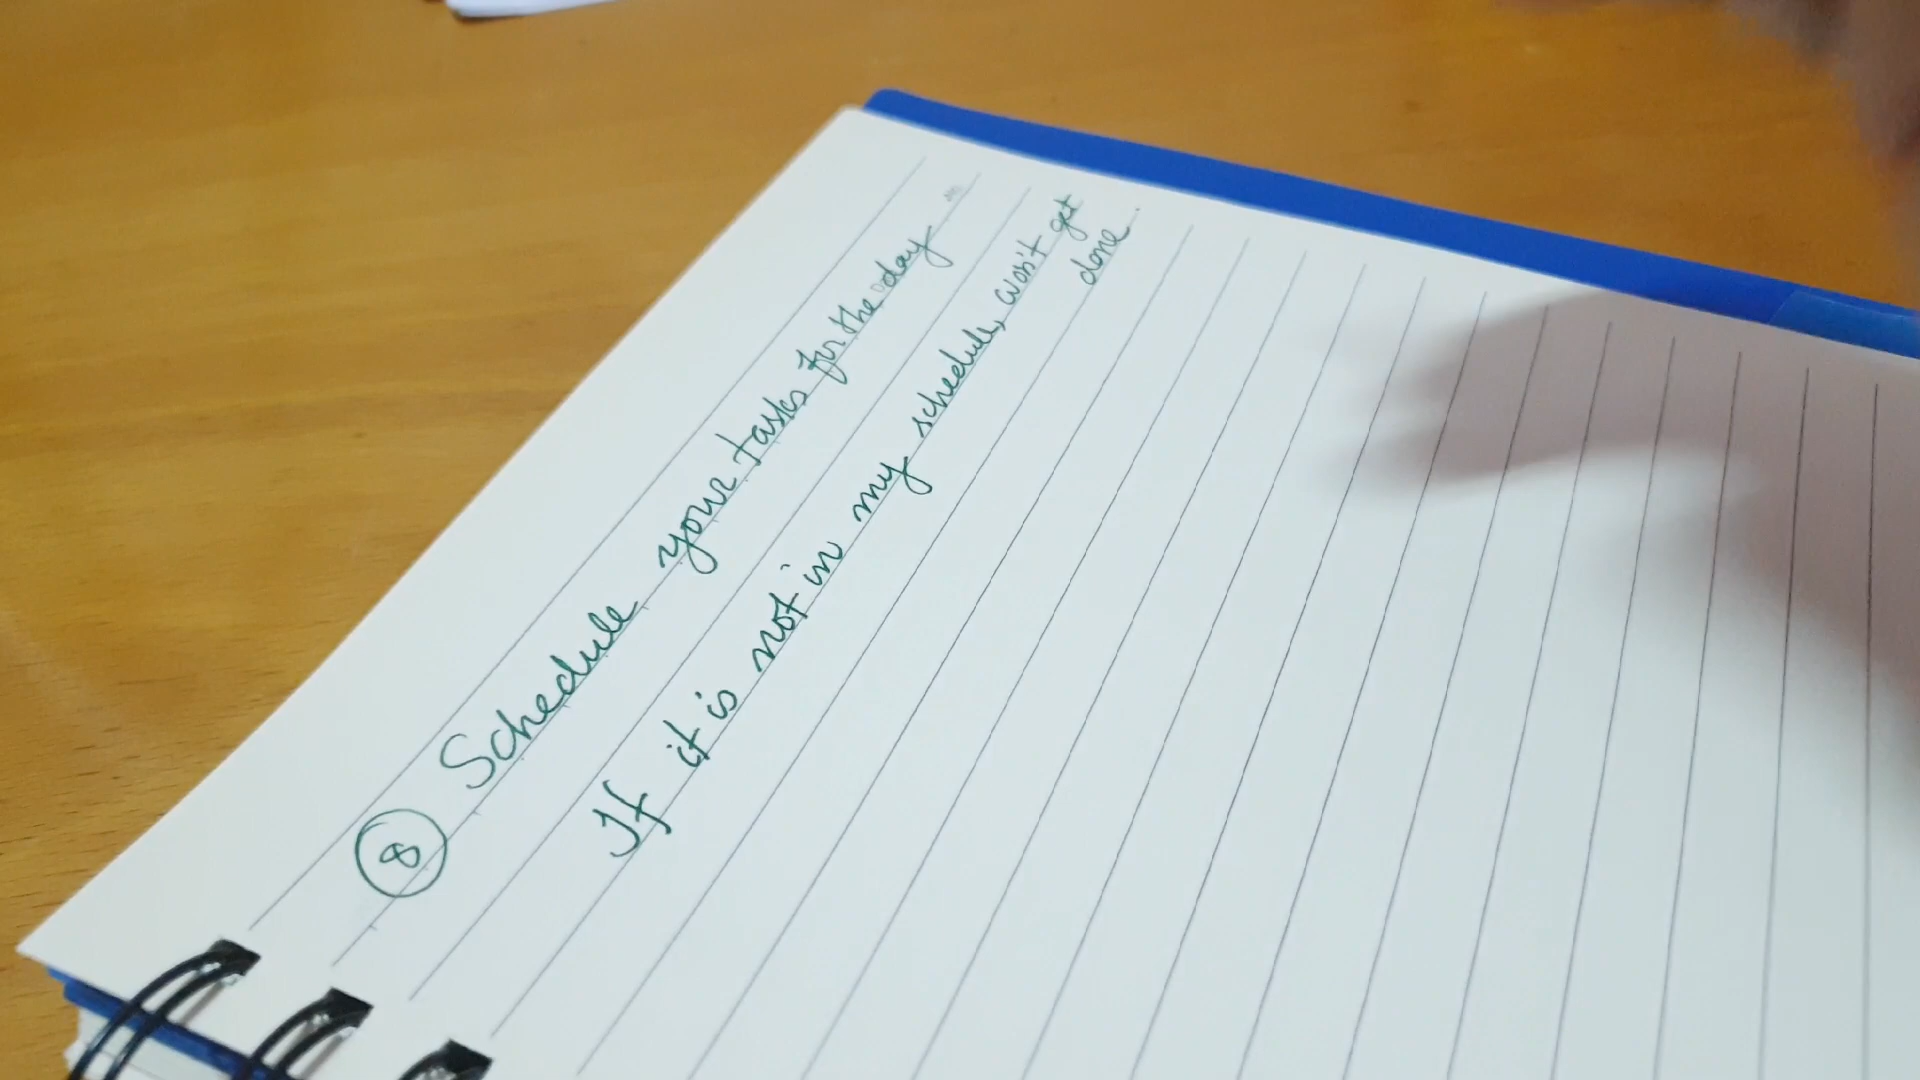 8 Schedule your tasks for the day
If it is not in my schedule, won't get
done.